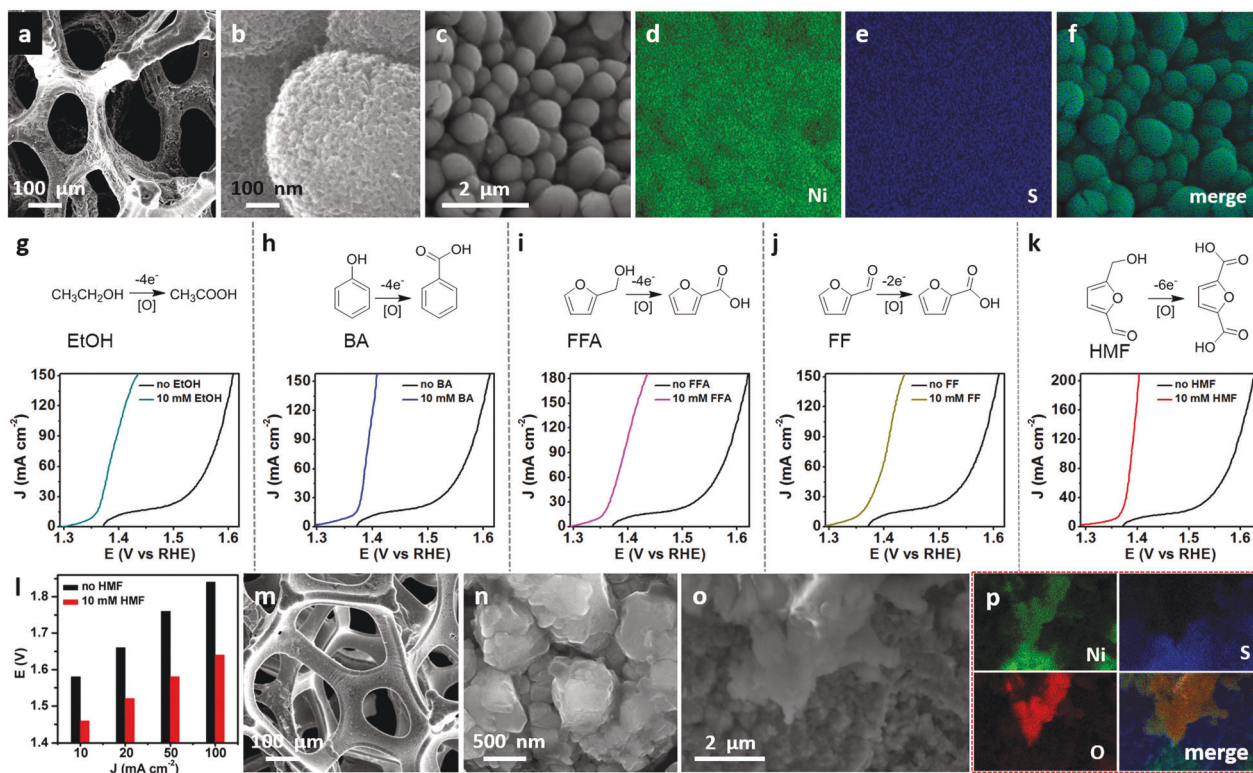 a
100 µm
b
100 nm
c
2 µm
d
Ni
e
S
f
merge
g
CH₃CH₂OH
-4e⁻
[O]
CH₃COOH
EtOH
150
120
90
60
30
0
no EtOH
10 mM EtOH
J (mA cm⁻²)
1.3 1.4 1.5 1.6
E (V vs RHE)
h
OH
-4e⁻
[O]
O
OH
BA
150
120
90
60
30
0
no BA
10 mM BA
J (mA cm⁻²)
1.3 1.4 1.5 1.6
E (V vs RHE)
i
O
OH
-4e⁻
[O]
O
O
OH
FFA
180
150
120
90
60
30
0
no FFA
10 mM FFA
J (mA cm⁻²)
1.3 1.4 1.5 1.6
E (V vs RHE)
j
O
O
-2e⁻
[O]
O
O
OH
FF
150
120
90
60
30
0
no FF
10 mM FF
J (mA cm⁻²)
1.3 1.4 1.5 1.6
E (V vs RHE)
k
OH
O
O
-6e⁻
[O]
HO
O
O
O
HO
HMF
200
160
120
80
40
0
no HMF
10 mM HMF
J (mA cm⁻²)
1.3 1.4 1.5 1.6
E (V vs RHE)
l
no HMF
10 mM HMF
1.8
1.7
1.6
1.5
1.4
E (V)
10 20 50 100
J (mA cm⁻²)
m
100 µm
n
500 nm
o
2 µm
p
Ni
S
O
merge